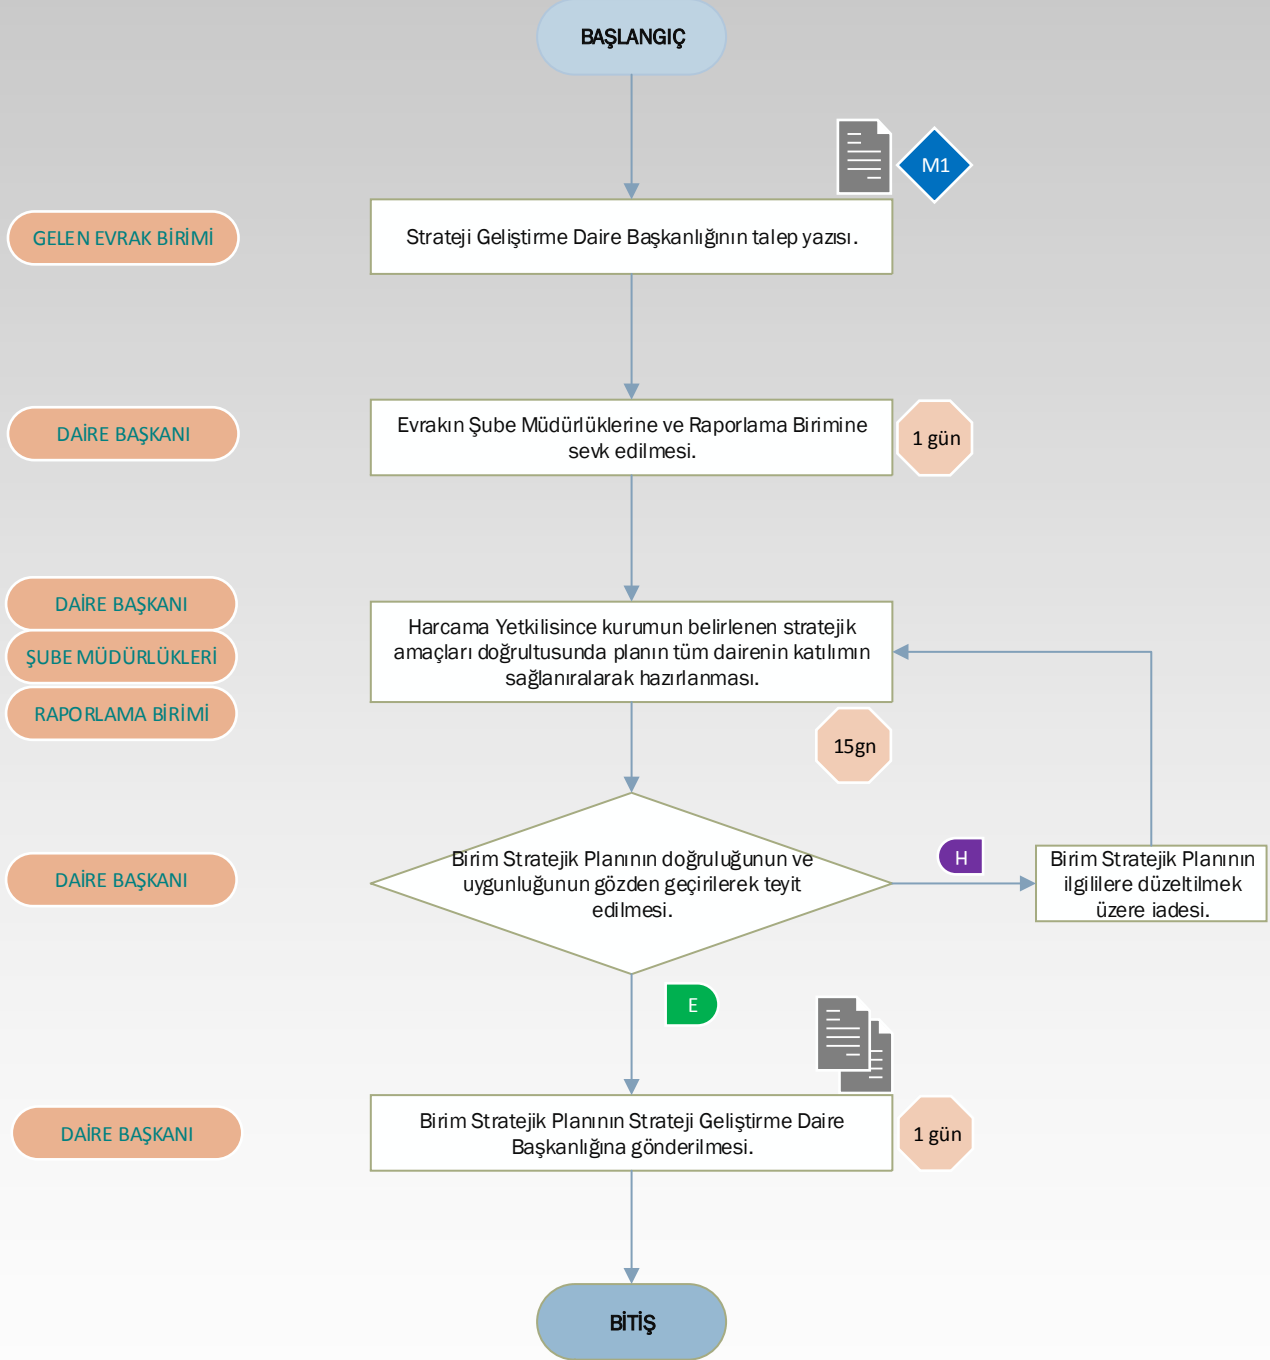 BAŞLANGIÇ
M1
GELEN EVRAK BİRİMİ
Strateji Geliştirme Daire Başkanlığının talep yazısı.
DAİRE BAŞKANI
Evrakın Şube Müdürlüklerine ve Raporlama Birimine
sevk edilmesi.
1 gün
DAİRE BAŞKANI
ŞUBE MÜDÜRLÜKLERİ
RAPORLAMA BİRİMİ
Harcama Yetkilisince kurumun belirlenen stratejik
amaçları doğrultusunda planın tüm dairenin katılımın
sağlanıralarak hazırlanması.
15gn
DAİRE BAŞKANI
Birim Stratejik Planının doğruluğunun ve
uygunluğunun gözden geçirilerek teyit
edilmesi.
H
Birim Stratejik Planının
ilgililere düzeltilmek
üzere iadesi.
E
DAİRE BAŞKANI
Birim Stratejik Planının Strateji Geliştirme Daire
Başkanlığına gönderilmesi.
1 gün
BİTİŞ